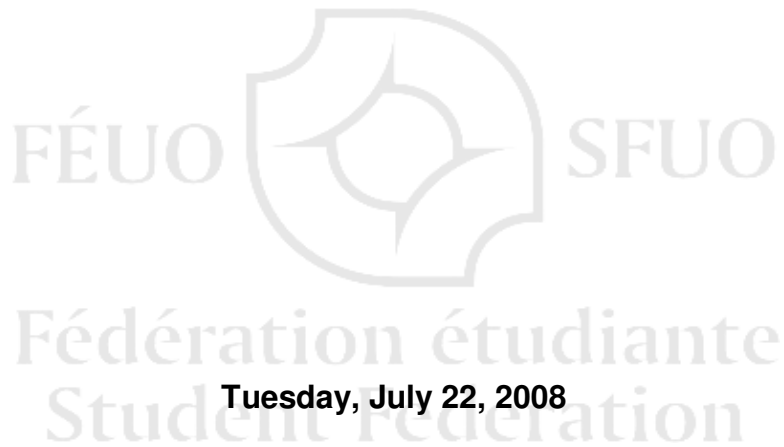 FÉUO SFUO
Fédération étudiante
Tuesday, July 22, 2008
Student Federation